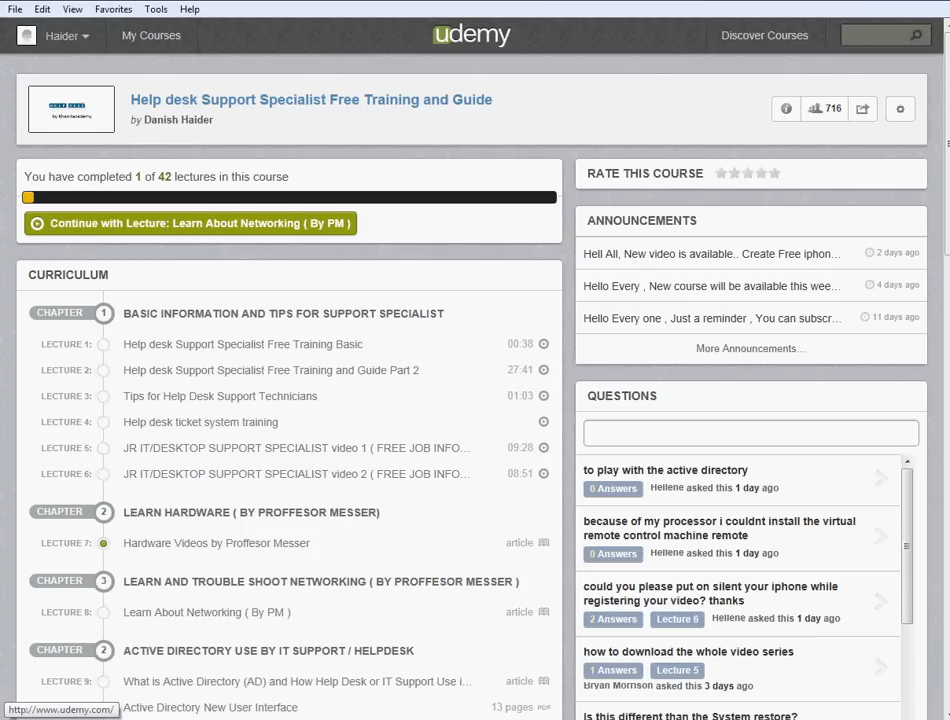 File Edit View Favorites Tools Help
Haider My Courses udemy Discover Courses
HELP DESK
by khanacademy
Help desk Support Specialist Free Training and Guide
by Danish Haider
716
You have completed 1 of 42 lectures in this course
Continue with Lecture: Learn About Networking ( By PM )
CURRICULUM
CHAPTER 1 BASIC INFORMATION AND TIPS FOR SUPPORT SPECIALIST
LECTURE 1: Help desk Support Specialist Free Training Basic 00:38
LECTURE 2: Help desk Support Specialist Free Training and Guide Part 2 27:41
LECTURE 3: Tips for Help Desk Support Technicians 01:03
LECTURE 4: Help desk ticket system training
LECTURE 5: JR IT/DESKTOP SUPPORT SPECIALIST video 1 ( FREE JOB INFO... 09:28
LECTURE 6: JR IT/DESKTOP SUPPORT SPECIALIST video 2 ( FREE JOB INFO... 08:51
CHAPTER 2 LEARN HARDWARE ( BY PROFFESOR MESSER)
LECTURE 7: Hardware Videos by Proffesor Messer article
CHAPTER 3 LEARN AND TROUBLE SHOOT NETWORKING ( BY PROFFESOR MESSER )
LECTURE 8: Learn About Networking ( By PM ) article
CHAPTER 2 ACTIVE DIRECTORY USE BY IT SUPPORT / HELPDESK
LECTURE 9: What is Active Directory (AD) and How Help Desk or IT Support Use i... article
Active Directory New User Interface 13 pages PDF
http://www.udemy.com/
RATE THIS COURSE
ANNOUNCEMENTS
Hell All, New video is available.. Create Free iphon... 2 days ago
Hello Every , New course will be available this wee... 4 days ago
Hello Every one , Just a reminder , You can subscr... 11 days ago
More Announcements...
QUESTIONS
to play with the active directory
0 Answers Hellene asked this 1 day ago
because of my processor i couldnt install the virtual
remote control machine remote
0 Answers Hellene asked this 1 day ago
could you please put on silent your iphone while
registering your video? thanks
2 Answers Lecture 6 Hellene asked this 1 day ago
how to download the whole video series
1 Answers Lecture 5
Bryan Morrison asked this 3 days ago
Is this different than the System restore?